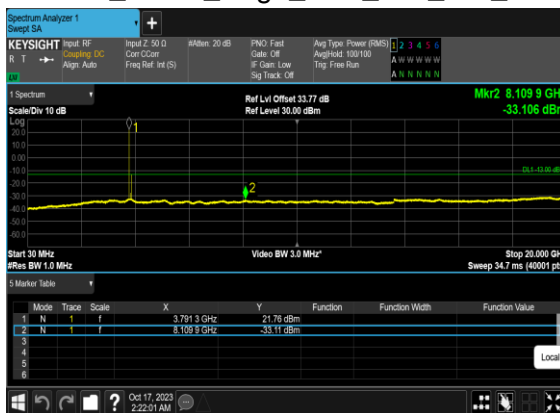 Spectrum Analyzer 1
Swept SA
KEYSIGHT
R T
LU
Input: RF
Coupling: DC
Align: Auto
Input Z: 50 Ω
Corr CCorr
Freq Ref: Int (S)
#Atten: 20 dB
PNO: Fast
Gate: Off
IF Gain: Low
Sig Track: Off
Avg Type: Power (RMS)
Avg|Hold: 100/100
Trig: Free Run
1 2 3 4 5 6
A W W W W W
A N N N N N
1 Spectrum
Scale/Div 10 dB
Ref Lvl Offset 33.77 dB
Ref Level 30.00 dBm
Mkr2 8.109 9 GH
-33.106 dBr
Log
20.0
10.0
0.00
-10.0
-20.0
-30.0
-40.0
-50.0
-60.0
1
2
DL1 -13.00 dB
Start 30 MHz
#Res BW 1.0 MHz
Video BW 3.0 MHz*
Stop 20.000 G
Sweep 34.7 ms (40001 pt
5 Marker Table
Mode Trace Scale X Y Function Function Width Function Value
1 N 1 f 3.791 3 GHz 21.76 dBm
2 N 1 f 8.109 9 GHz -33.11 dBm
3
4
5
6
Local
?
Oct 17, 2023
2:22:01 AM